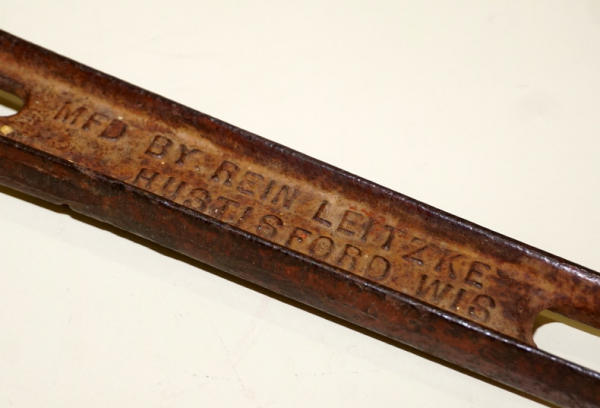 MFD BY REIN LEITZKE
HUSTISFORD, WIS